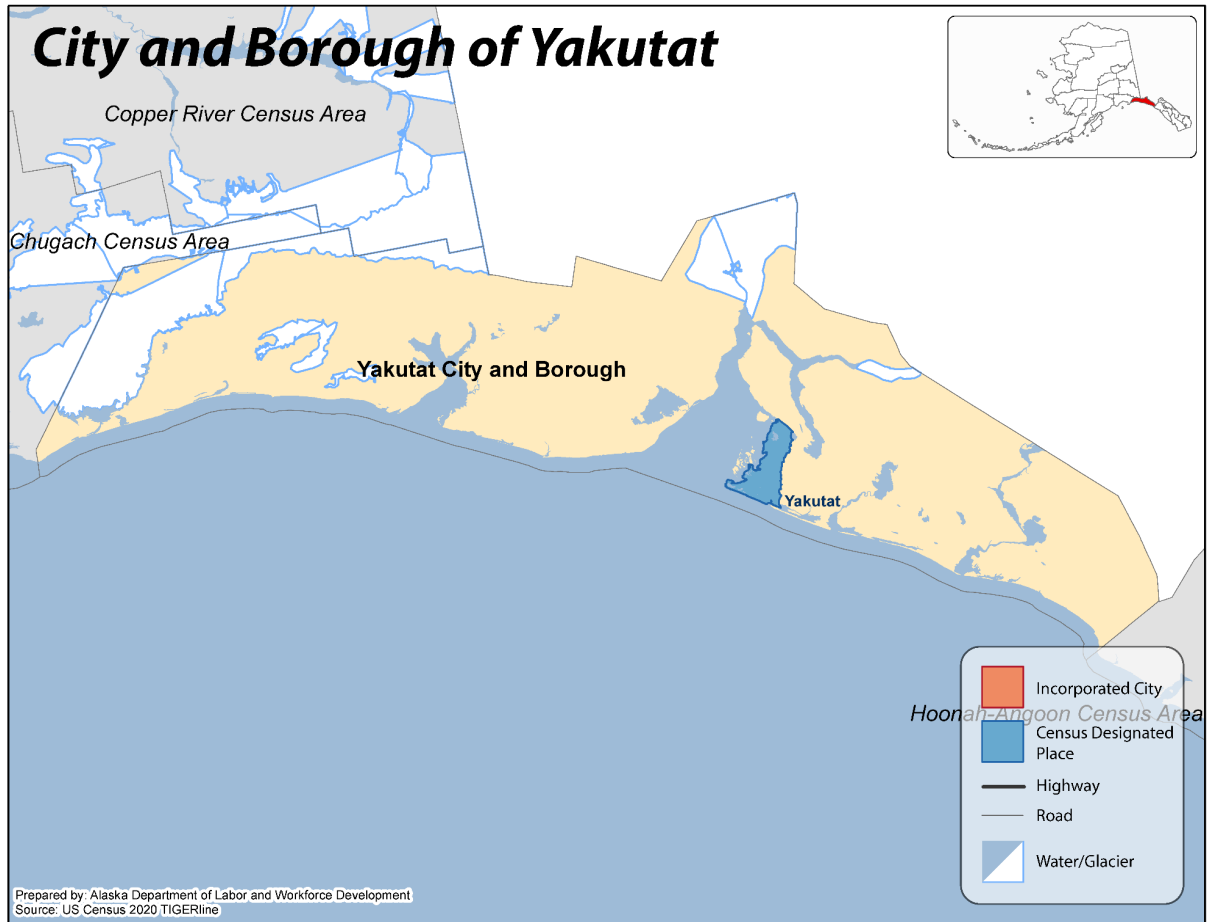 City and Borough of Yakutat
Copper River Census Area
Chugach Census Area
Yakutat City and Borough
Yakutat
Incorporated City
Hoonah-Angoon Census Area
Census Designated
Place
Highway
Road
Water/Glacier
Prepared by: Alaska Department of Labor and Workforce Development
Source: US Census 2020 TIGERline